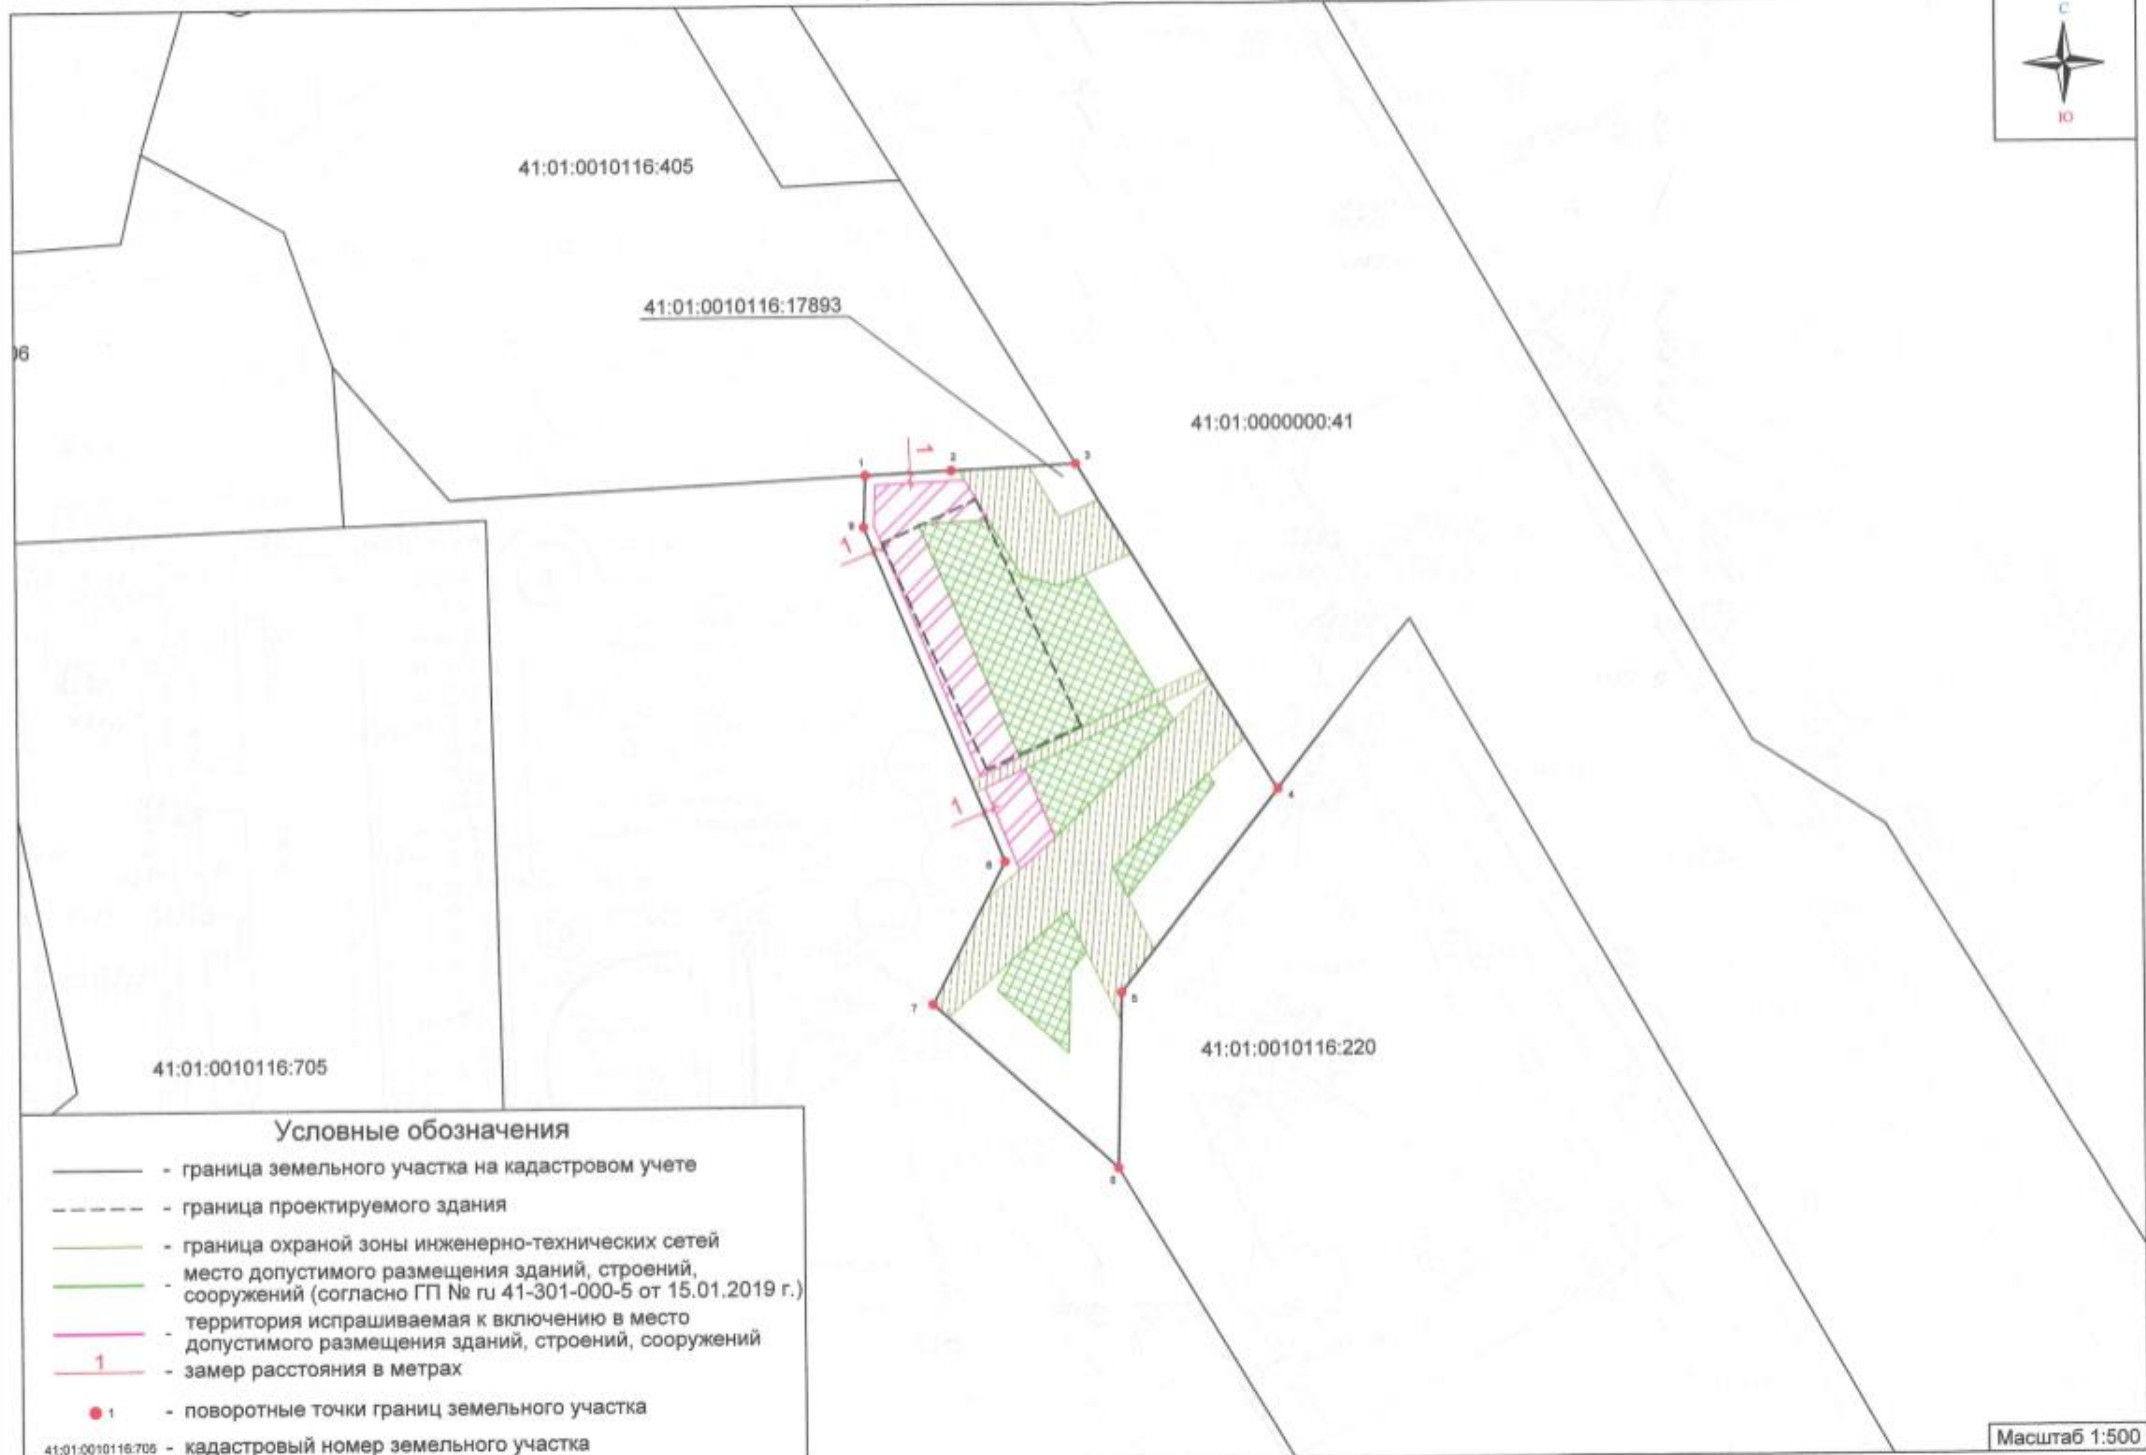 С
Ю
41:01:0010116:405
41:01:0010116:17893
06
41:01:0000000:41
1
1
2
3
9
1
4
1
8
7
5
41:01:0010116:220
6
41:01:0010116:705
Условные обозначения
- граница земельного участка на кадастровом учете
- граница проектируемого здания
- граница охраной зоны инженерно-технических сетей
- место допустимого размещения зданий, строений,
сооружений (согласно ГП № ru 41-301-000-5 от 15.01.2019 г.)
- территория испрашиваемая к включению в место
допустимого размещения зданий, строений, сооружений
1 - замер расстояния в метрах
1 - поворотные точки границ земельного участка
41:01:0010116:705 - кадастровый номер земельного участка
Масштаб 1:500